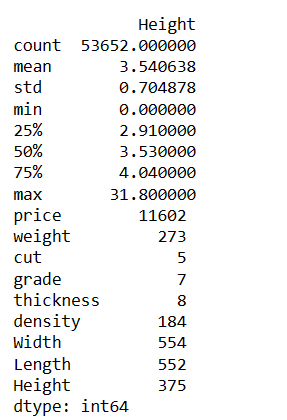 Height
count 53652.000000
mean 3.540638
std 0.704878
min 0.000000
25% 2.910000
50% 3.530000
75% 4.040000
max 31.800000
price 11602
weight 273
cut 5
grade 7
thickness 8
density 184
Width 554
Length 552
Height 375
dtype: int64